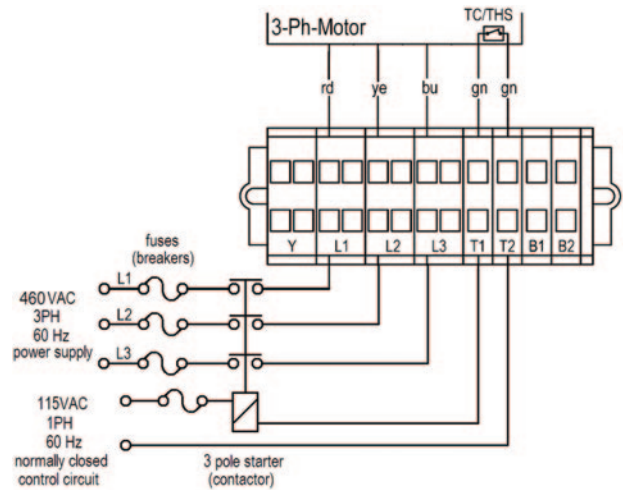 TC/THS
3-Ph-Motor
rd ye bu gn gn
Y L1 L2 L3 T1 T2 B1 B2
fuses
(breakers)
L1
460VAC
3PH
60 Hz
power supply
L2
L3
115VAC
1PH
60 Hz
normally closed
control circuit
3 pole starter
(contactor)